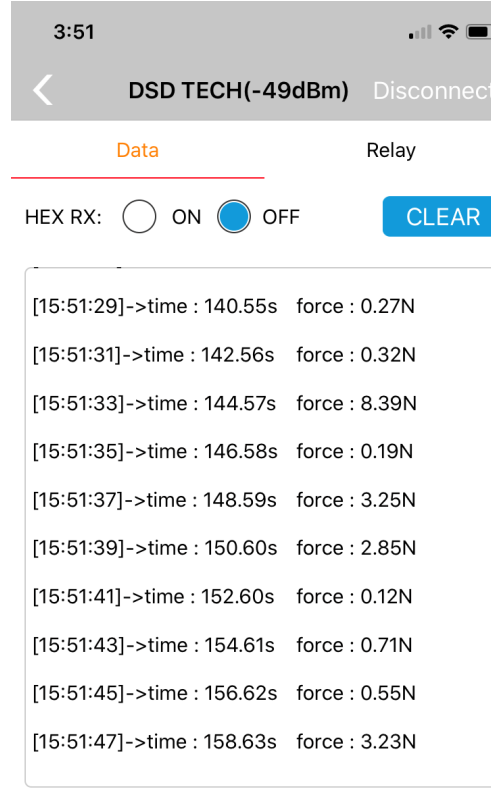 3:51
DSD TECH(-49dBm) Disconnect
Data Relay
HEX RX: ON OFF CLEAR
[15:51:29]->time : 140.55s force : 0.27N
[15:51:31]->time : 142.56s force : 0.32N
[15:51:33]->time : 144.57s force : 8.39N
[15:51:35]->time : 146.58s force : 0.19N
[15:51:37]->time : 148.59s force : 3.25N
[15:51:39]->time : 150.60s force : 2.85N
[15:51:41]->time : 152.60s force : 0.12N
[15:51:43]->time : 154.61s force : 0.71N
[15:51:45]->time : 156.62s force : 0.55N
[15:51:47]->time : 158.63s force : 3.23N